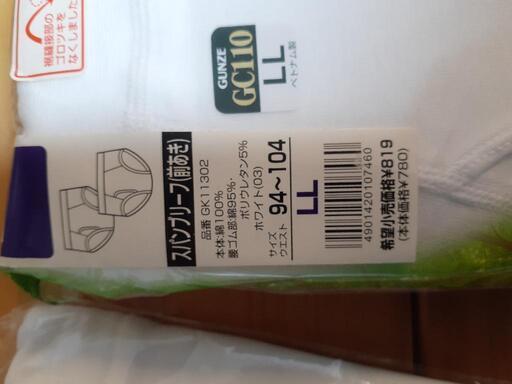 裾縫接部の
ゴロツキを
なくしました
GUNZE
GC110
LL
ベトナム製
スパンブリーフ(前あき)
品番 GK11302
本体:綿100%
腰ゴム部:綿95%・
ポリウレタン5%
ホワイト(03)
サイズ
ウエスト 94~104
LL
4901420107460
希望小売価格¥819
(本体価格¥780)